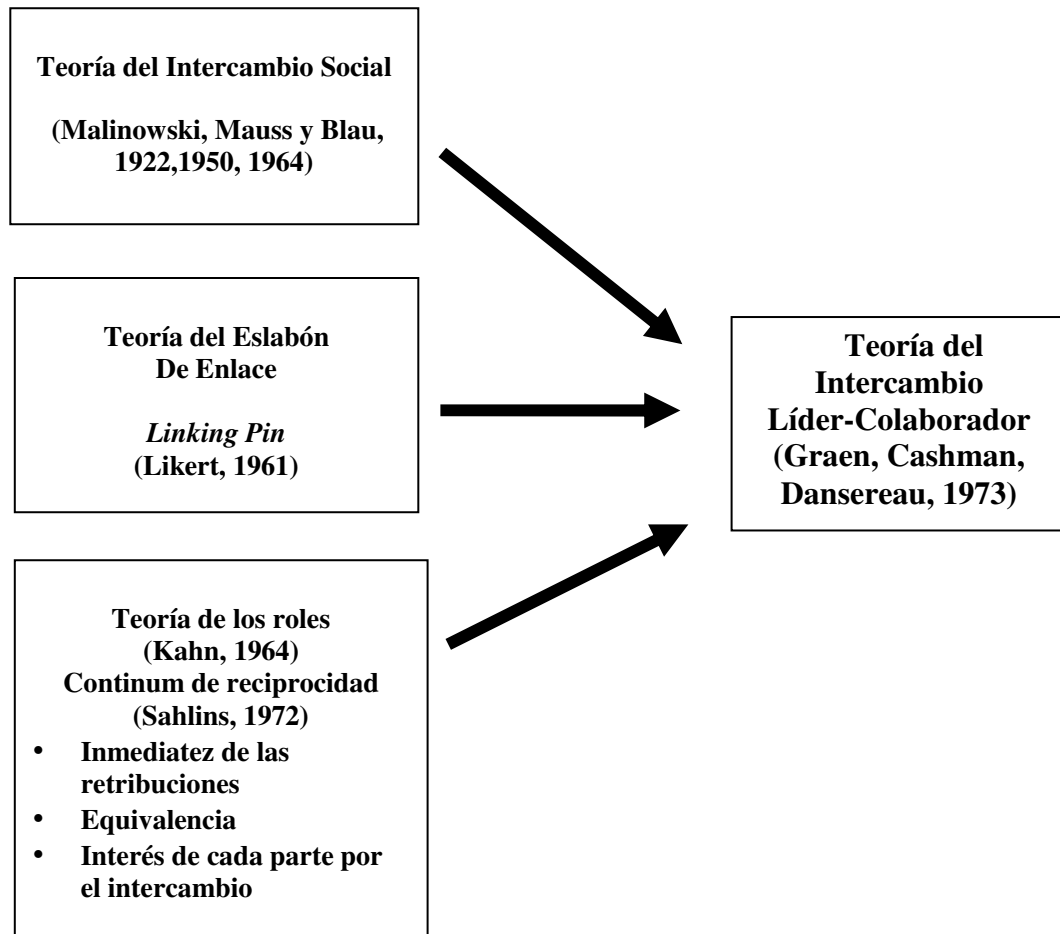 Teoría del Intercambio Social
(Malinowski, Mauss y Blau,
1922,1950, 1964)
Teoría del Eslabón
De Enlace
Linking Pin
(Likert, 1961)
Teoría de los roles
(Kahn, 1964)
Continum de reciprocidad
(Sahlins, 1972)
• Inmediatez de las
retribuciones
• Equivalencia
• Interés de cada parte por
el intercambio
Teoría del
Intercambio
Líder-Colaborador
(Graen, Cashman,
Dansereau, 1973)